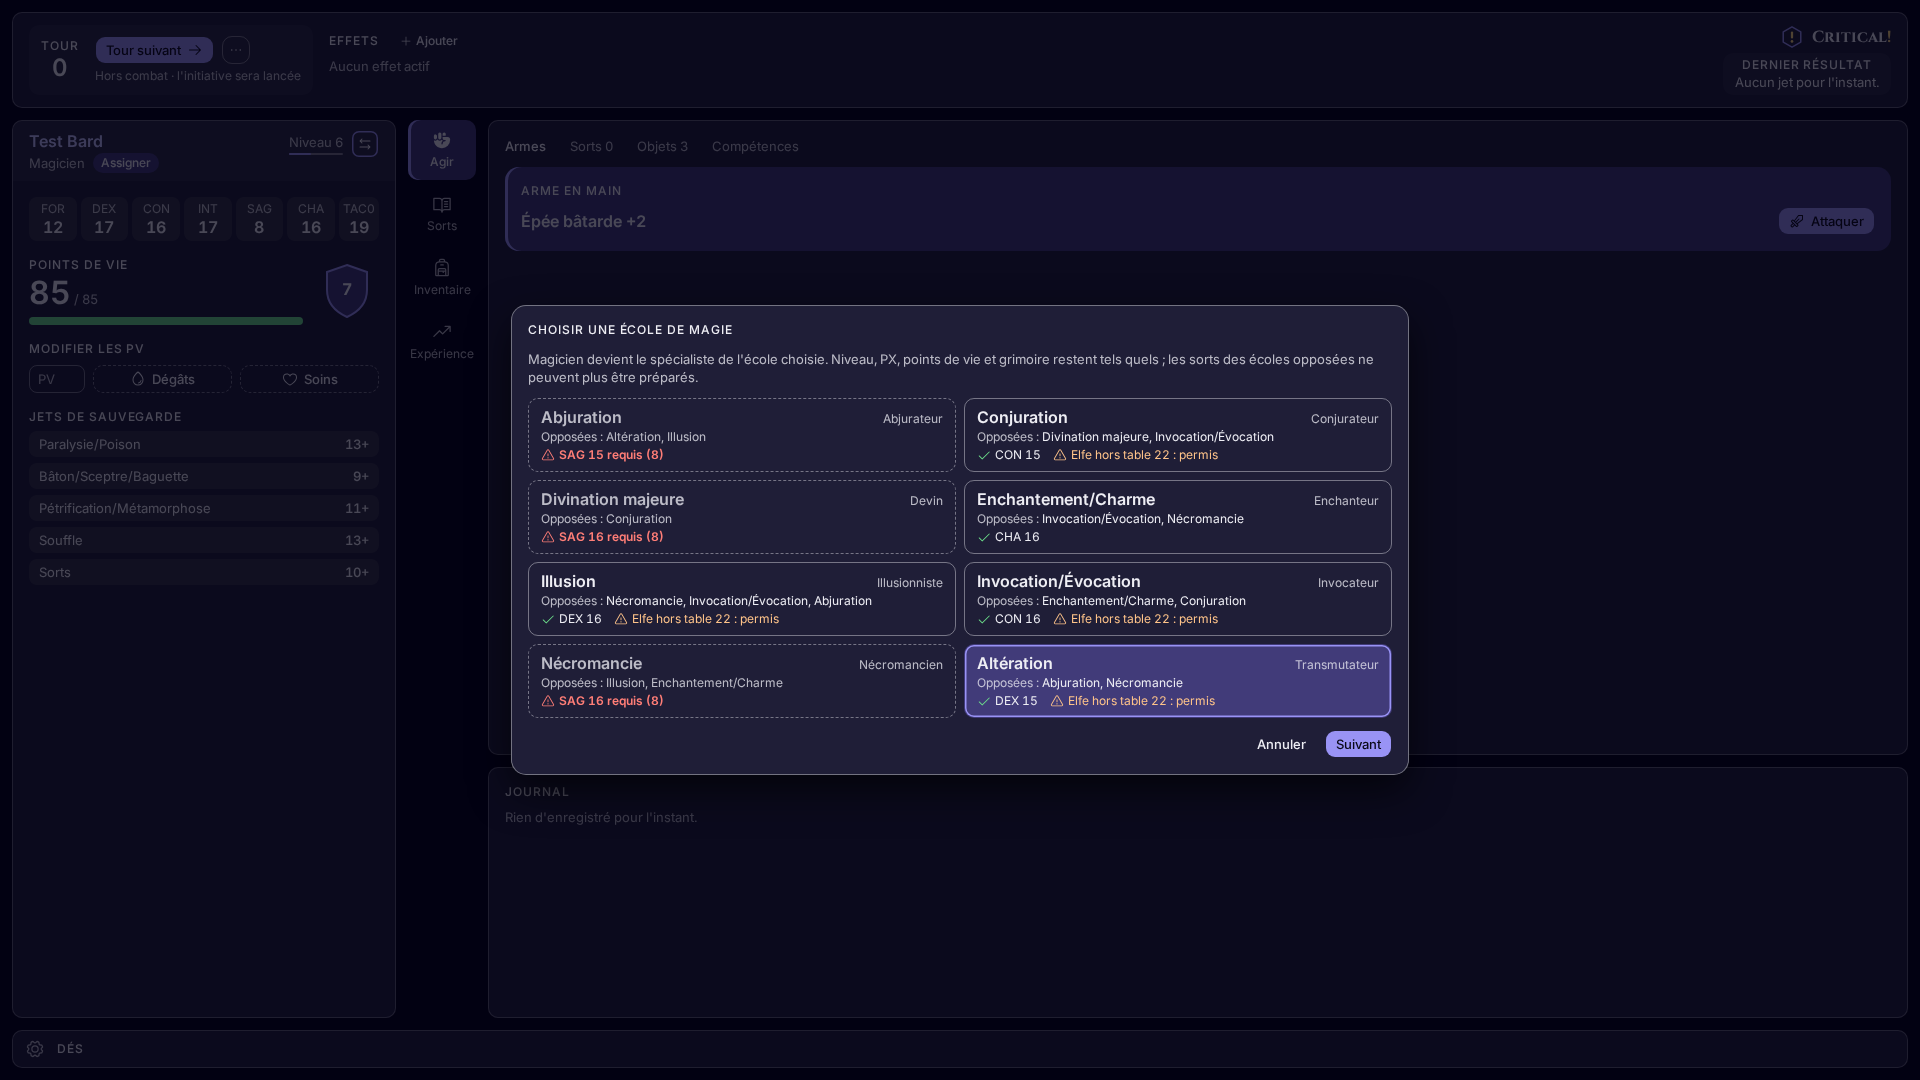 TOUR
0
Tour suivant
Hors combat · l'initiative sera lancée
EFFETS
Ajouter
Aucun effet actif
CRITICAL!
DERNIER RÉSULTAT
Aucun jet pour l'instant.
Test Bard
Magicien
Assigner
Niveau 6
FOR DEX CON INT SAG CHA TAC0
12 17 16 17 8 16 19
POINTS DE VIE
85 / 85
7
MODIFIER LES PV
PV
Dégâts
Soins
JETS DE SAUVEGARDE
Paralysie/Poison 13+
Bâton/Sceptre/Baguette 9+
Pétrification/Métamorphose 11+
Souffle 13+
Sorts 10+
Agir
Sorts
Inventaire
Expérience
Armes Sorts 0 Objets 3 Compétences
ARME EN MAIN
Épée bâtarde +2
Attaquer
CHOISIR UNE ÉCOLE DE MAGIE
Magicien devient le spécialiste de l'école choisie. Niveau, PX, points de vie et grimoire restent tels quels ; les sorts des écoles opposées ne
peuvent plus être préparés.
Abjuration Abjurateur
Opposées : Altération, Illusion
SAG 15 requis (8)
Conjuration Conjurateur
Opposées : Divination majeure, Invocation/Évocation
CON 15 Elfe hors table 22 : permis
Divination majeure Devin
Opposées : Conjuration
SAG 16 requis (8)
Enchantement/Charme Enchanteur
Opposées : Invocation/Évocation, Nécromancie
CHA 16
Illusion Illusionniste
Opposées : Nécromancie, Invocation/Évocation, Abjuration
DEX 16 Elfe hors table 22 : permis
Invocation/Évocation Invocateur
Opposées : Enchantement/Charme, Conjuration
CON 16 Elfe hors table 22 : permis
Nécromancie Nécromancien
Opposées : Illusion, Enchantement/Charme
SAG 16 requis (8)
Altération Transmutateur
Opposées : Abjuration, Nécromancie
DEX 15 Elfe hors table 22 : permis
Annuler
Suivant
JOURNAL
Rien d'enregistré pour l'instant.
DÉS